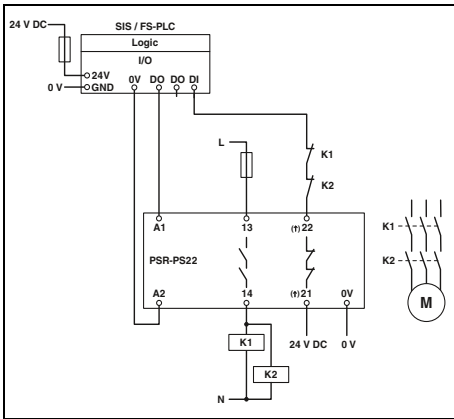 SIS / FS-PLC
24 V DC
Logic
I/O
24V
0 V
GND
0V DO DO DI
L
K1
K2
A1 13 (↑) 22
PSR-PS22
A2 14 (↑) 21 0V
K1
K2
M
K1
24 V DC 0 V
K2
N